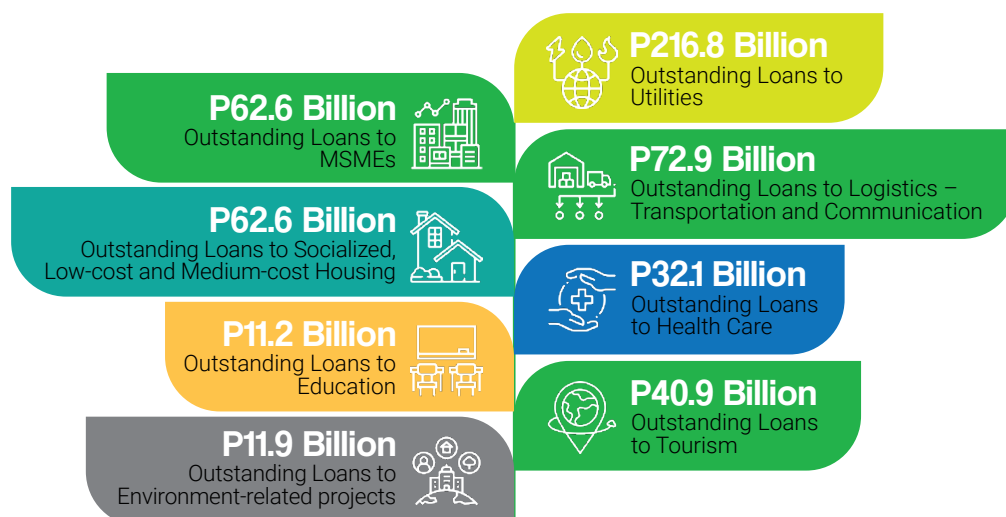 P216.8 Billion
Outstanding Loans to
Utilities
P62.6 Billion
Outstanding Loans to
MSMEs
P72.9 Billion
Outstanding Loans to Logistics –
Transportation and Communication
P62.6 Billion
Outstanding Loans to Socialized,
Low-cost and Medium-cost Housing
P32.1 Billion
Outstanding Loans
to Health Care
P11.2 Billion
Outstanding Loans to
Education
P40.9 Billion
Outstanding Loans
to Tourism
P11.9 Billion
Outstanding Loans to
Environment-related projects